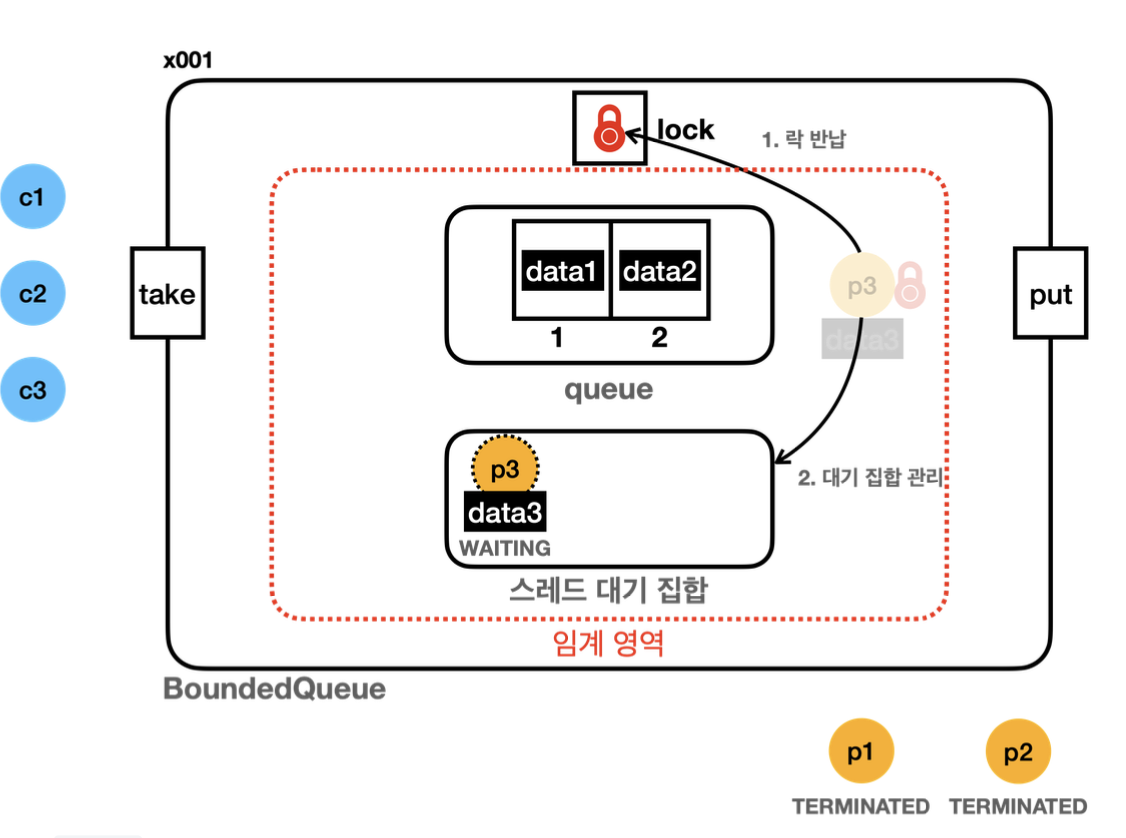 x001
lock
1. 락 반납
c1
c2
c3
take
data1
data2
1
2
queue
p3
data3
put
2. 대기 집합 관리
p3
data3
WAITING
스레드 대기 집합
임계 영역
BoundedQueue
p1
p2
TERMINATED
TERMINATED